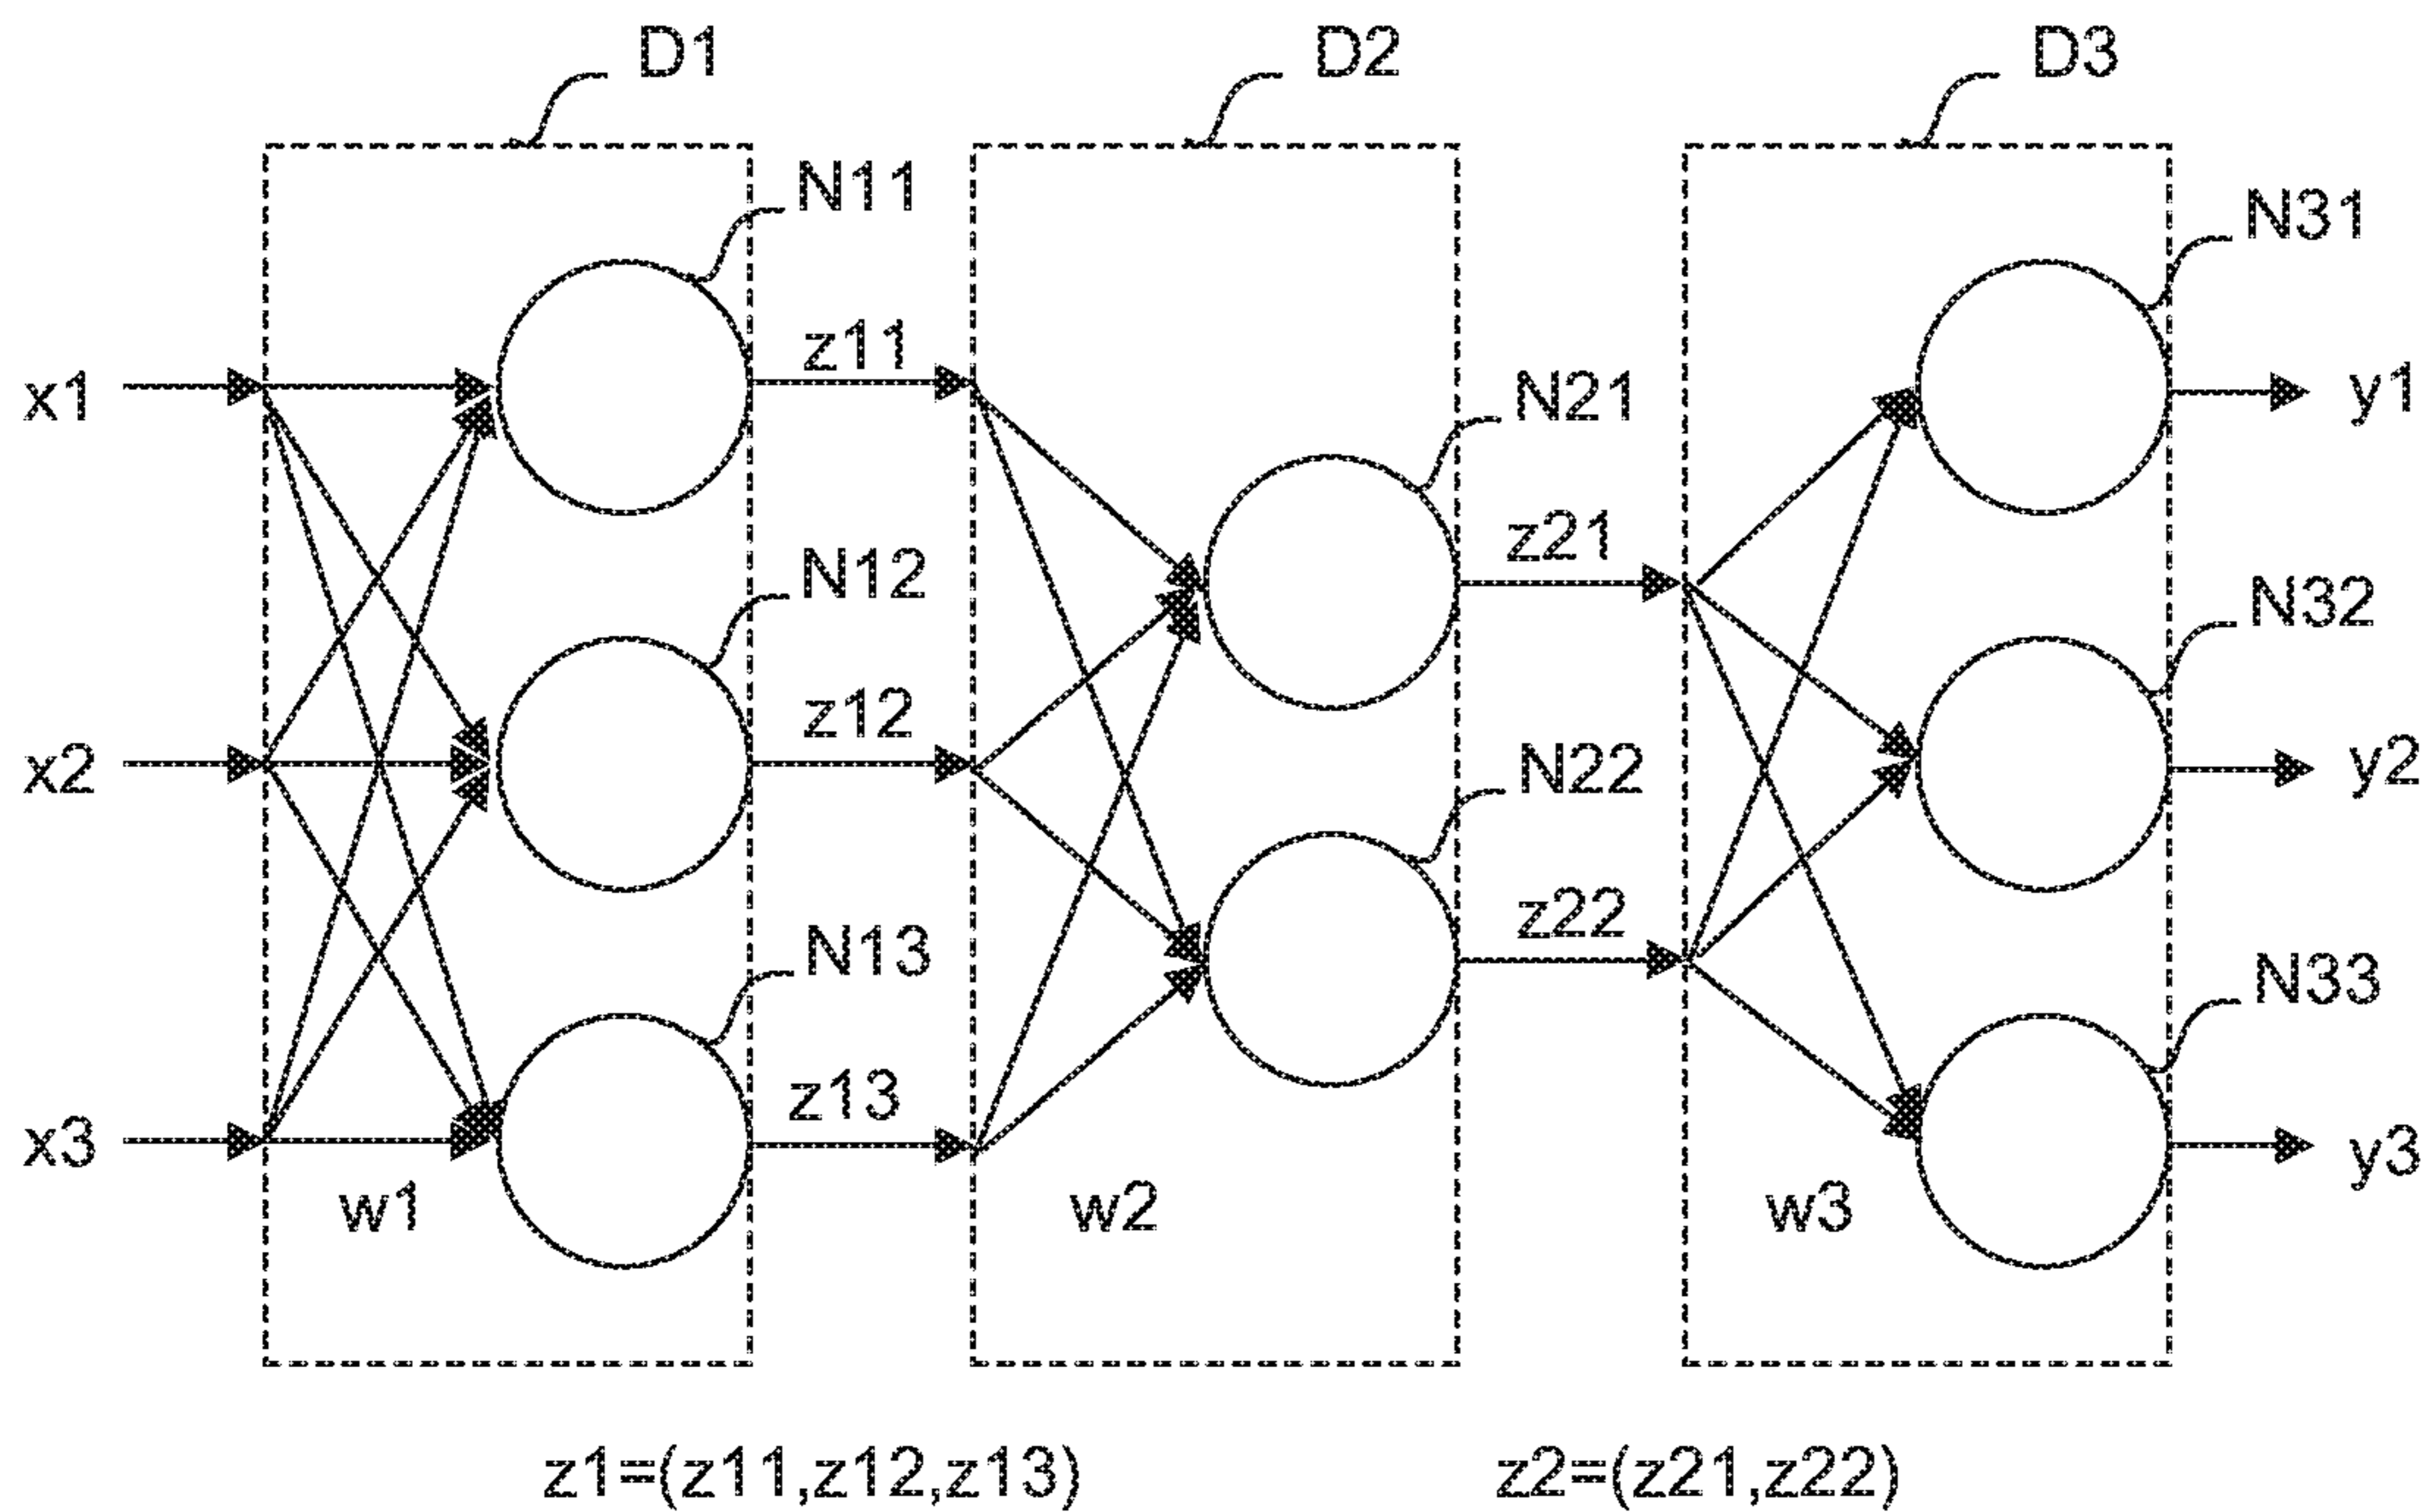 D1 D2 D3
N11 N31
z11
x1 N21 y1
z21
N12 N32
z12
x2 N22 y2
z22
N13 N33
z13
x3 y3
w1 w2 w3
z1=(z11,z12,z13) z2=(z21,z22)